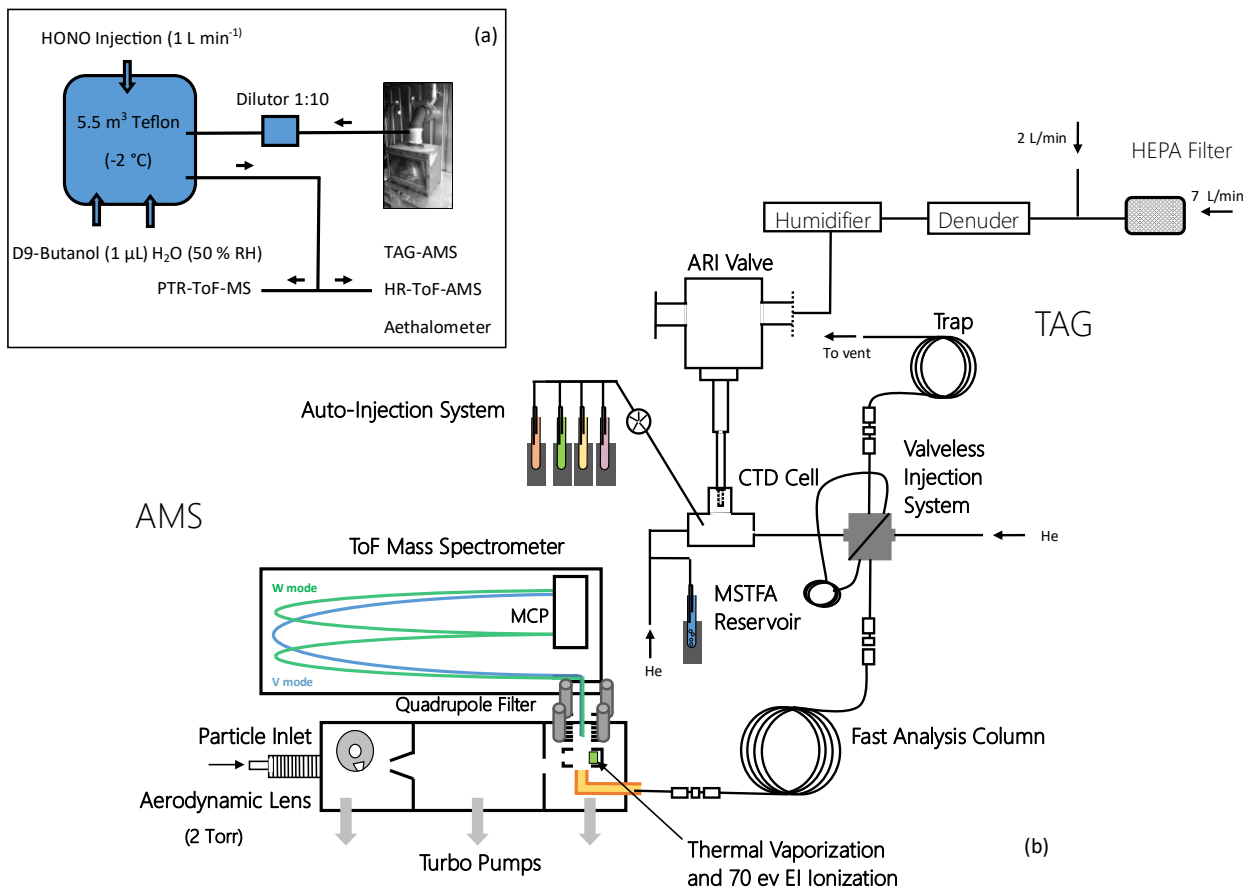 HONO Injection (1 L min⁻¹)
(a)
Dilutor 1:10
5.5 m³ Teflon
(-2 °C)
D9-Butanol (1 µL) H₂O (50 % RH)
TAG-AMS
PTR-ToF-MS
HR-ToF-AMS
Aethalometer
2 L/min
HEPA Filter
7 L/min
Humidifier
Denuder
ARI Valve
TAG
Trap
To vent
Auto-Injection System
Valveless
Injection
System
CTD Cell
AMS
He
ToF Mass Spectrometer
W mode
MCP
MSTFA
Reservoir
He
V mode
Quadrupole Filter
Particle Inlet
Fast Analysis Column
Aerodynamic Lens
(2 Torr)
Turbo Pumps
Thermal Vaporization
and 70 ev EI Ionization
(b)